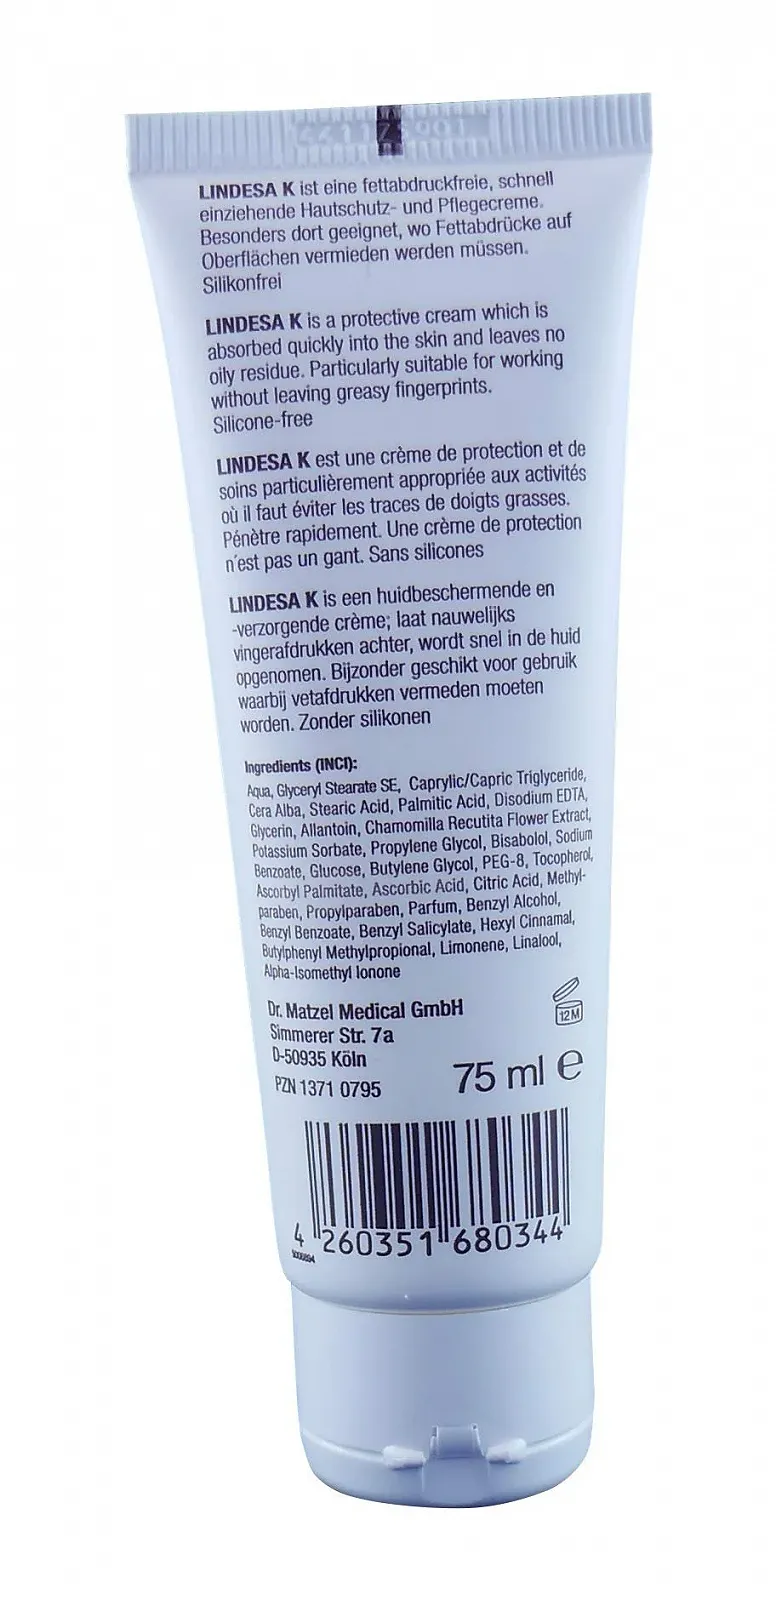 LINDESA K ist eine fettabdruckfreie, schnell
einziehende Hautschutz- und Pflegecreme.
Besonders dort geeignet, wo Fettabdrücke auf
Oberflächen vermieden werden müssen.
Silikonfrei
LINDESA K is a protective cream which is
absorbed quickly into the skin and leaves no
oily residue. Particularly suitable for working
without leaving greasy fingerprints.
Silicone-free
LINDESA K est une crème de protection et de
soins particulièrement appropriée aux activités
où il faut éviter les traces de doigts grasses.
Pénètre rapidement. Une crème de protection
n'est pas un gant. Sans silicones
LINDESA K is een huidbeschermende en
-verzorgende crème; laat nauwelijks
vingerafdrukken achter, wordt snel in de huid
opgenomen. Bijzonder geschikt voor gebruik
waarbij vetafdrukken vermeden moeten
worden. Zonder silikonen
Ingredients (INCI):
Aqua, Glyceryl Stearate SE, Caprylic/Capric Triglyceride,
Cera Alba, Stearic Acid, Palmitic Acid, Disodium EDTA,
Glycerin, Allantoin, Chamomilla Recutita Flower Extract,
Potassium Sorbate, Propylene Glycol, Bisabolol, Sodium
Benzoate, Glucose, Butylene Glycol, PEG-8, Tocopherol,
Ascorbyl Palmitate, Ascorbic Acid, Citric Acid, Methyl-
paraben, Propylparaben, Parfum, Benzyl Alcohol,
Benzyl Benzoate, Benzyl Salicylate, Hexyl Cinnamal,
Butylphenyl Methylpropional, Limonene, Linalool,
Alpha-Isomethyl Ionone
Dr. Matzel Medical GmbH
Simmerer Str. 7a
D-50935 Köln
PZN 1371 0795
12M
75 ml e
4 260351 680344